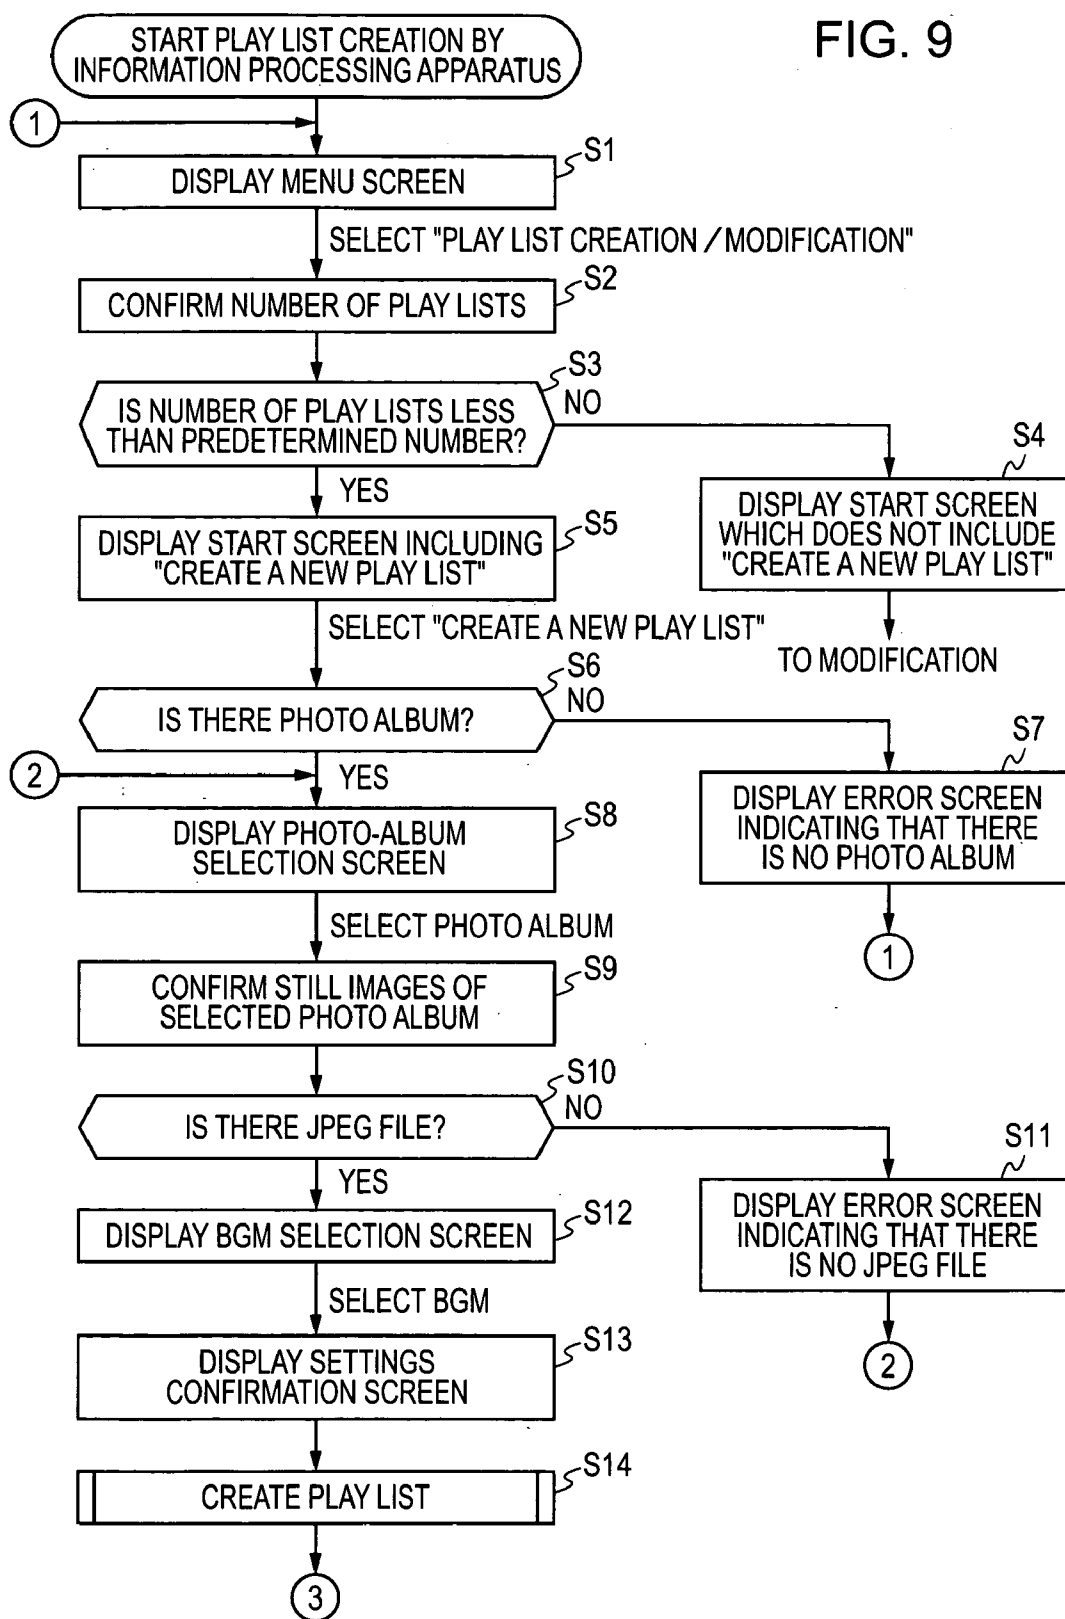 FIG. 9
START PLAY LIST CREATION BY
INFORMATION PROCESSING APPARATUS
1
S1
DISPLAY MENU SCREEN
SELECT "PLAY LIST CREATION / MODIFICATION"
S2
CONFIRM NUMBER OF PLAY LISTS
S3
IS NUMBER OF PLAY LISTS LESS
THAN PREDETERMINED NUMBER?
NO
YES
S4
DISPLAY START SCREEN
WHICH DOES NOT INCLUDE
"CREATE A NEW PLAY LIST"
TO MODIFICATION
S5
DISPLAY START SCREEN INCLUDING
"CREATE A NEW PLAY LIST"
SELECT "CREATE A NEW PLAY LIST"
S6
IS THERE PHOTO ALBUM?
NO
YES
S7
DISPLAY ERROR SCREEN
INDICATING THAT THERE
IS NO PHOTO ALBUM
1
2
S8
DISPLAY PHOTO-ALBUM
SELECTION SCREEN
SELECT PHOTO ALBUM
S9
CONFIRM STILL IMAGES OF
SELECTED PHOTO ALBUM
S10
IS THERE JPEG FILE?
NO
YES
S11
DISPLAY ERROR SCREEN
INDICATING THAT THERE
IS NO JPEG FILE
2
S12
DISPLAY BGM SELECTION SCREEN
SELECT BGM
S13
DISPLAY SETTINGS
CONFIRMATION SCREEN
S14
CREATE PLAY LIST
3